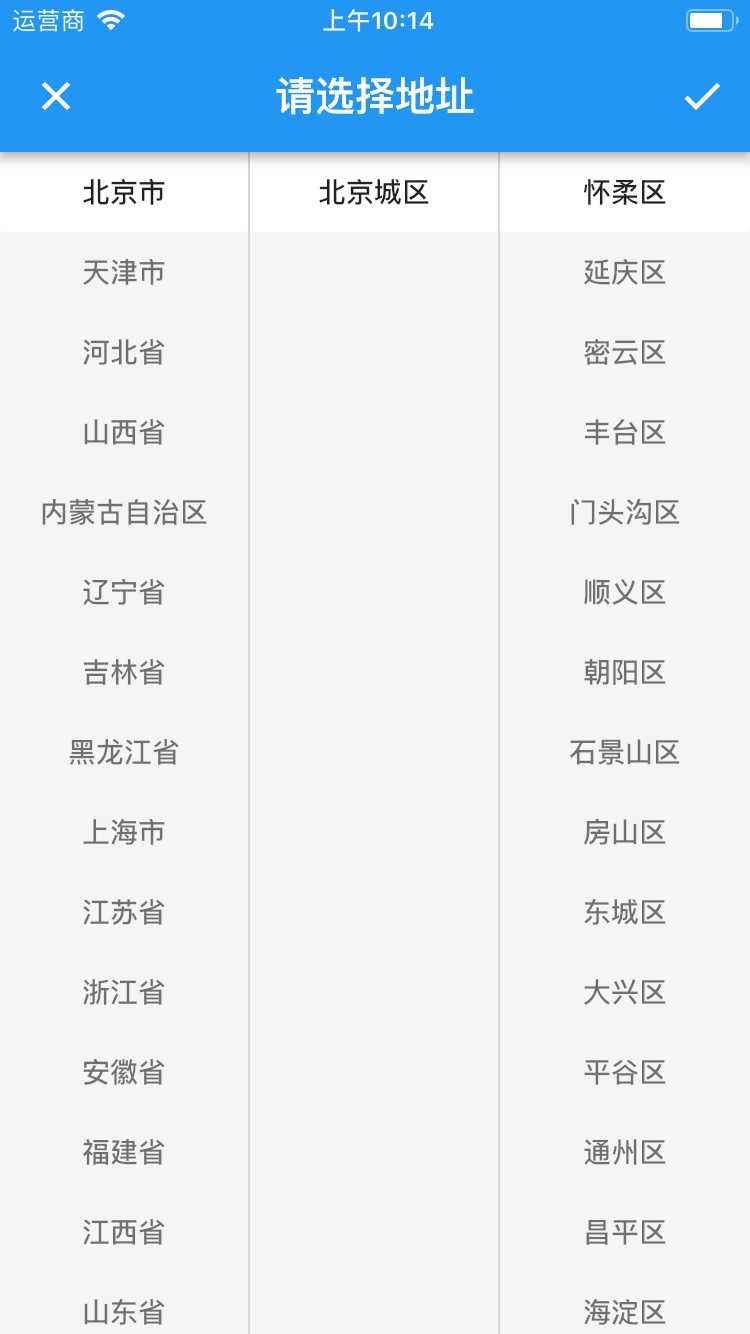 运营商 上午10:14
请选择地址
北京市 北京城区 怀柔区
天津市 延庆区
河北省 密云区
山西省 丰台区
内蒙古自治区 门头沟区
辽宁省 顺义区
吉林省 朝阳区
黑龙江省 石景山区
上海市 房山区
江苏省 东城区
浙江省 大兴区
安徽省 平谷区
福建省 通州区
江西省 昌平区
山东省 海淀区